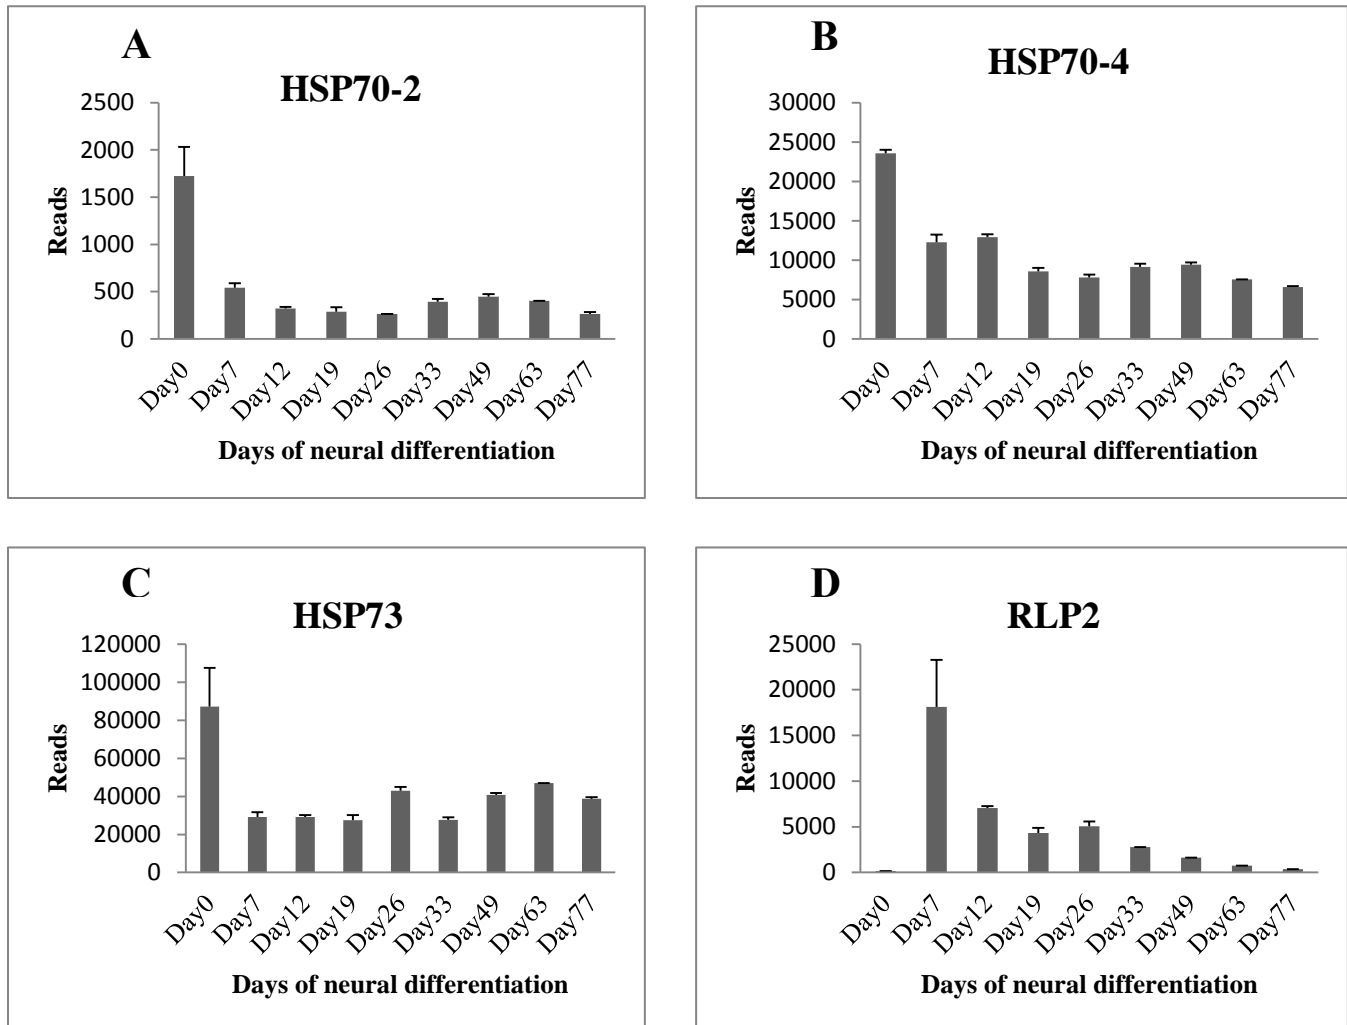 A
HSP70-2
2500
2000
1500
1000
500
0
Reads
Day0 Day7 Day12 Day19 Day26 Day33 Day49 Day63 Day77
Days of neural differentiation
B
HSP70-4
30000
25000
20000
15000
10000
5000
0
Reads
Day0 Day7 Day12 Day19 Day26 Day33 Day49 Day63 Day77
Days of neural differentiation
C
HSP73
120000
100000
80000
60000
40000
20000
0
Reads
Day0 Day7 Day12 Day19 Day26 Day33 Day49 Day63 Day77
Days of neural differentiation
D
RLP2
25000
20000
15000
10000
5000
0
Reads
Day0 Day7 Day12 Day19 Day26 Day33 Day49 Day63 Day77
Days of neural differentiation